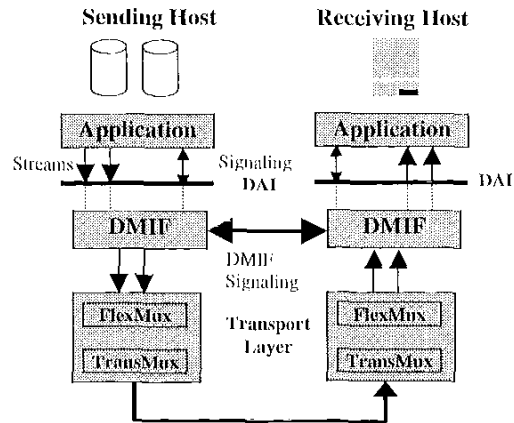 Sending Host
Receiving Host
Application
Application
Streams
Signaling
DAI
DAI
DMIF
DMIF
DMIF
Signaling
FlexMux
FlexMux
Transport
Layer
TransMux
TransMux